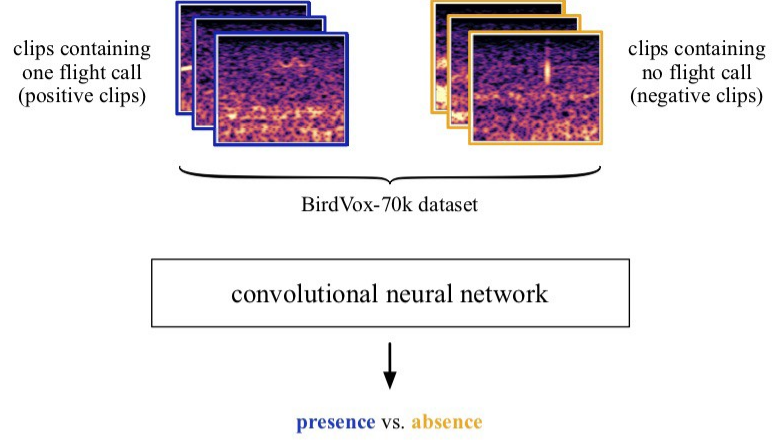 clips containing
one flight call
(positive clips)
clips containing
no flight call
(negative clips)
BirdVox-70k dataset
convolutional neural network
presence vs. absence